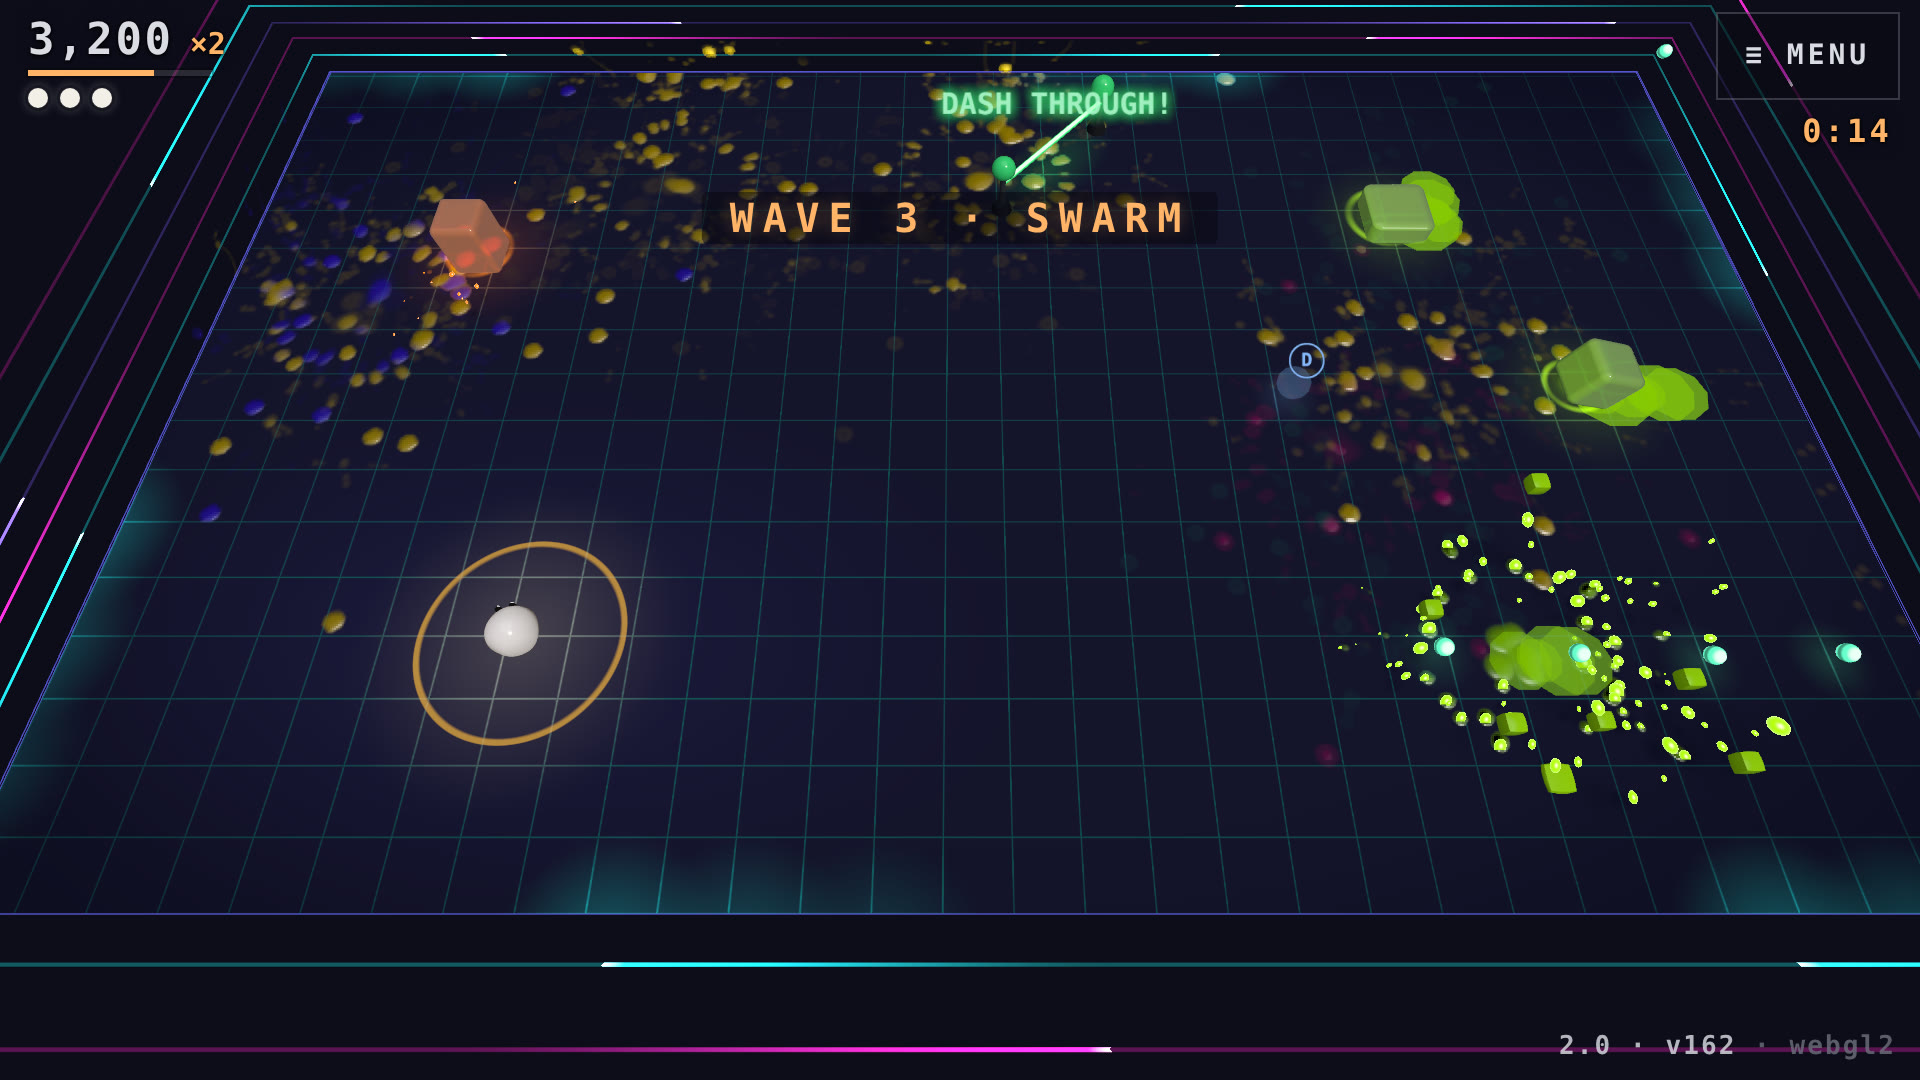 3,200 ×2
≡ MENU
DASH THROUGH!
0:14
WAVE 3 · SWARM
D
2.0 · v162 · webgl2